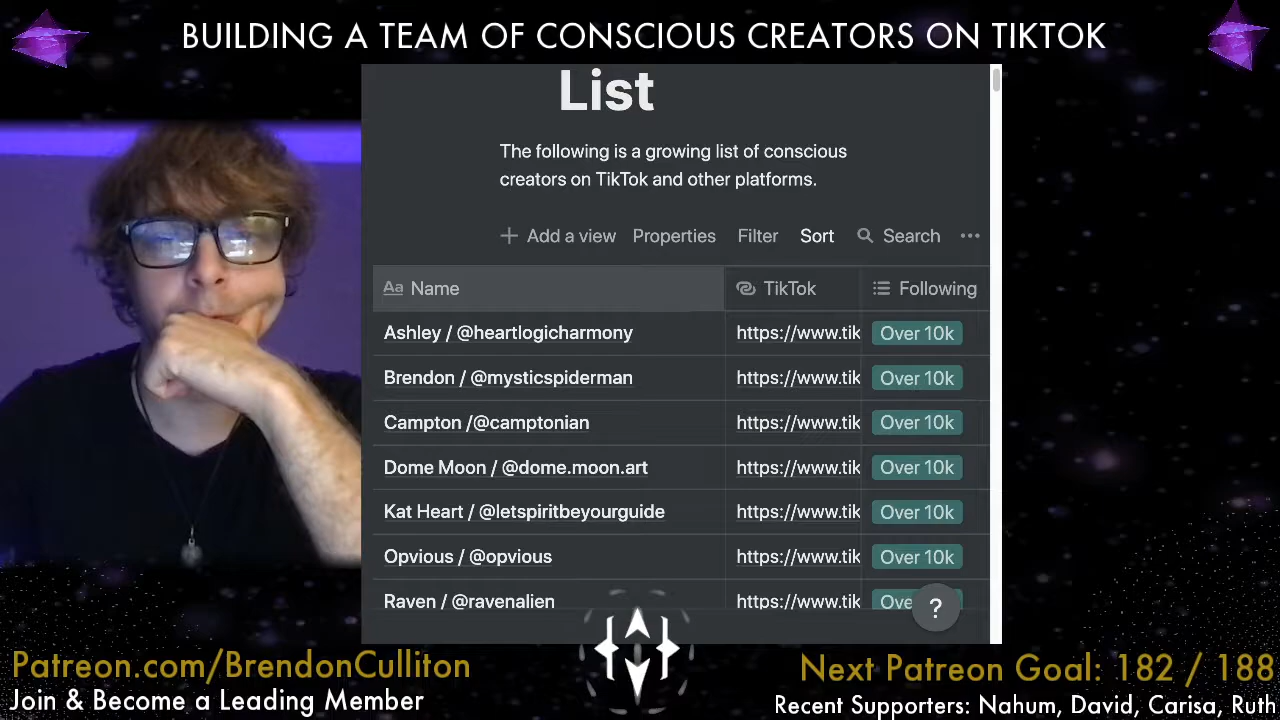 BUILDING A TEAM OF CONSCIOUS CREATORS ON TIKTOK
List
The following is a growing list of conscious
creators on TikTok and other platforms.
Add a view Properties Filter Sort Search ...
Aa Name TikTok Following
Ashley / @heartlogicharmony https://www.tik Over 10k
Brendon / @mysticspiderman https://www.tik Over 10k
Campton /@camptonian https://www.tik Over 10k
Dome Moon / @dome.moon.art https://www.tik Over 10k
Kat Heart / @letspiritbeyourguide https://www.tik Over 10k
Opvious / @opvious https://www.tik Over 10k
Raven / @ravenalien https://www.tik Ove ?
Patreon.com/BrendonCulliton
Join & Become a Leading Member
Next Patreon Goal: 182 / 188
Recent Supporters: Nahum, David, Carisa, Ruth